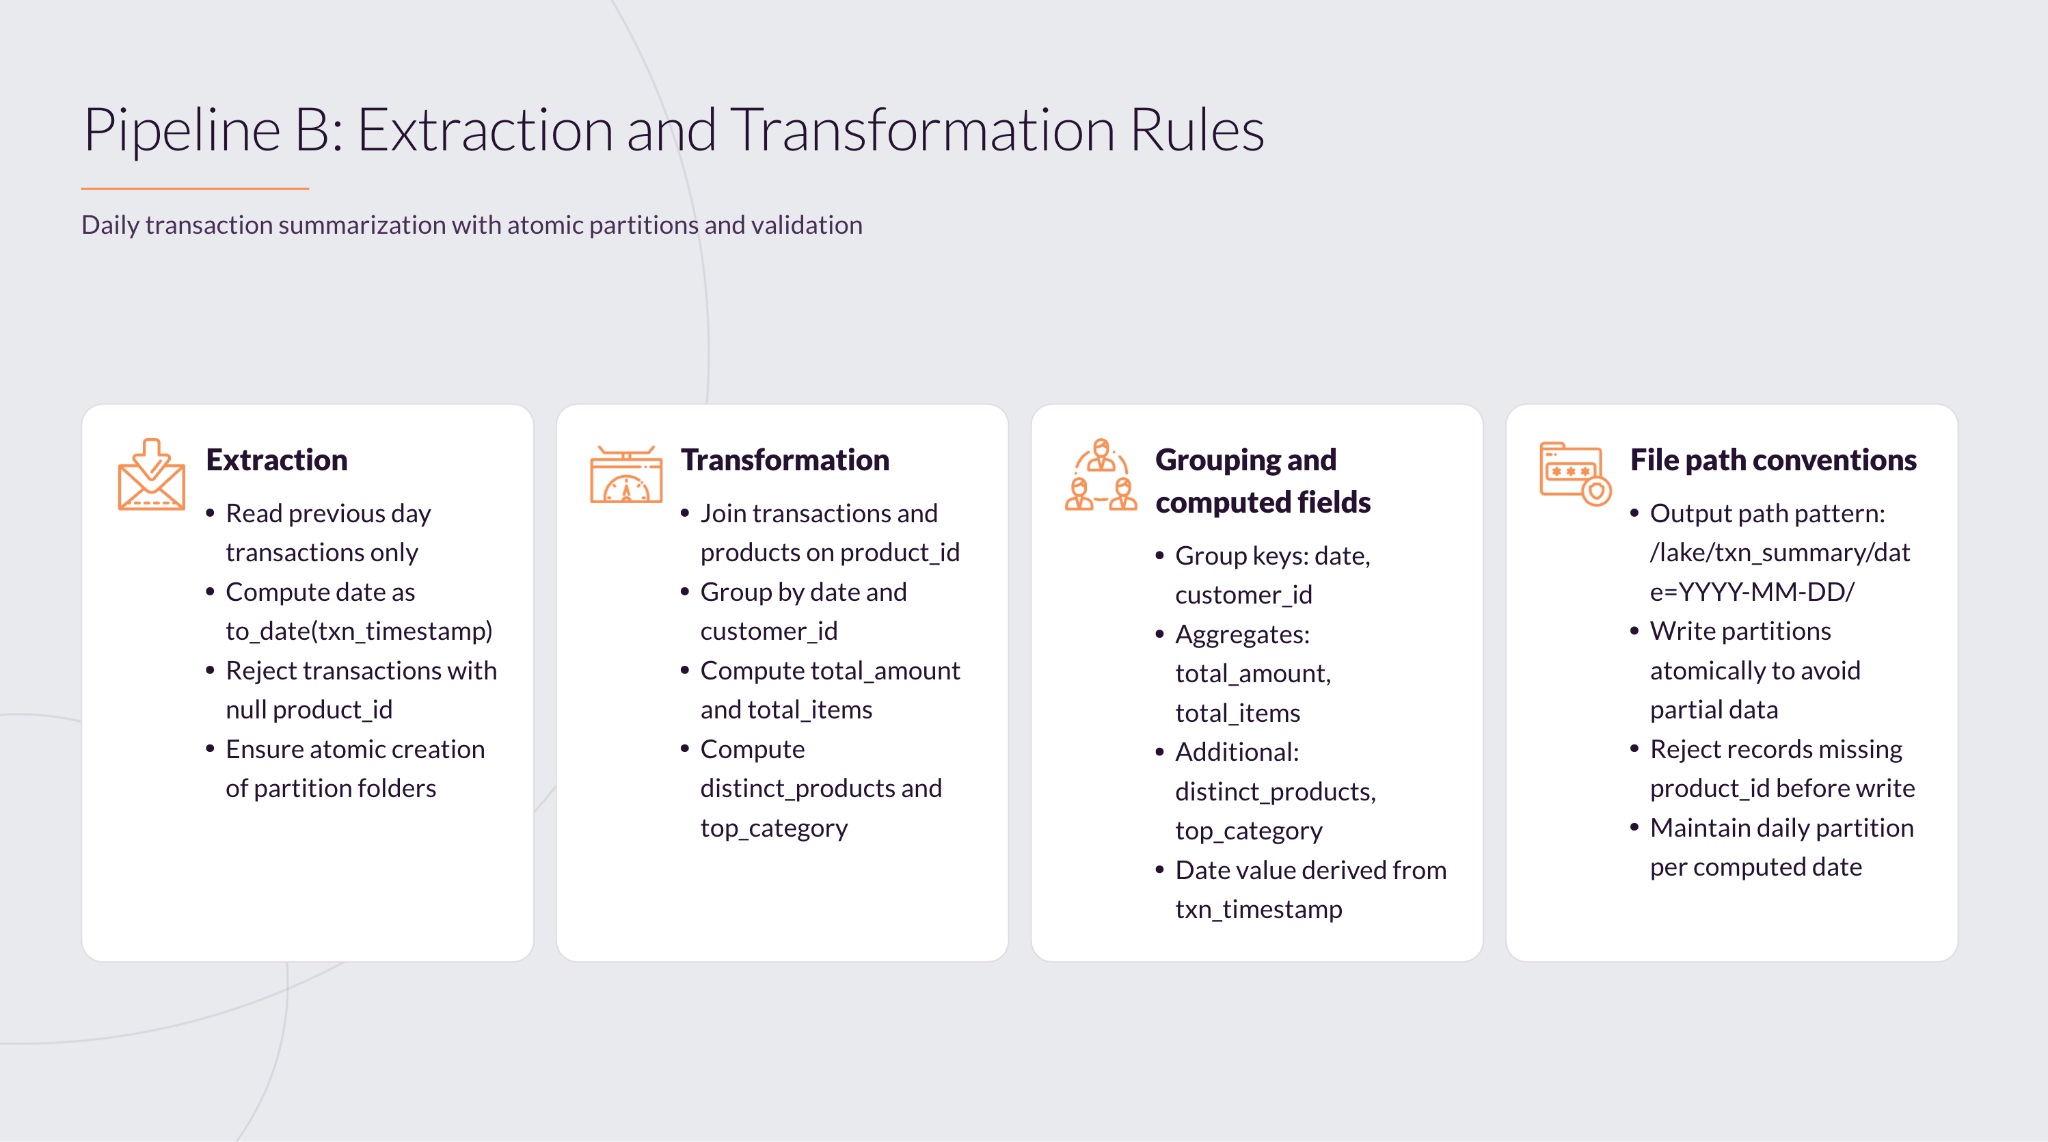 Pipeline B: Extraction and Transformation Rules
Daily transaction summarization with atomic partitions and validation
Extraction
• Read previous day
transactions only
• Compute date as
to_date(txn_timestamp)
• Reject transactions with
null product_id
• Ensure atomic creation
of partition folders
Transformation
• Join transactions and
products on product_id
• Group by date and
customer_id
• Compute total_amount
and total_items
• Compute
distinct_products and
top_category
Grouping and
computed fields
• Group keys: date,
customer_id
• Aggregates:
total_amount,
total_items
• Additional:
distinct_products,
top_category
• Date value derived from
txn_timestamp
File path conventions
• Output path pattern:
/lake/txn_summary/dat
e=YYYY-MM-DD/
• Write partitions
atomically to avoid
partial data
• Reject records missing
product_id before write
• Maintain daily partition
per computed date